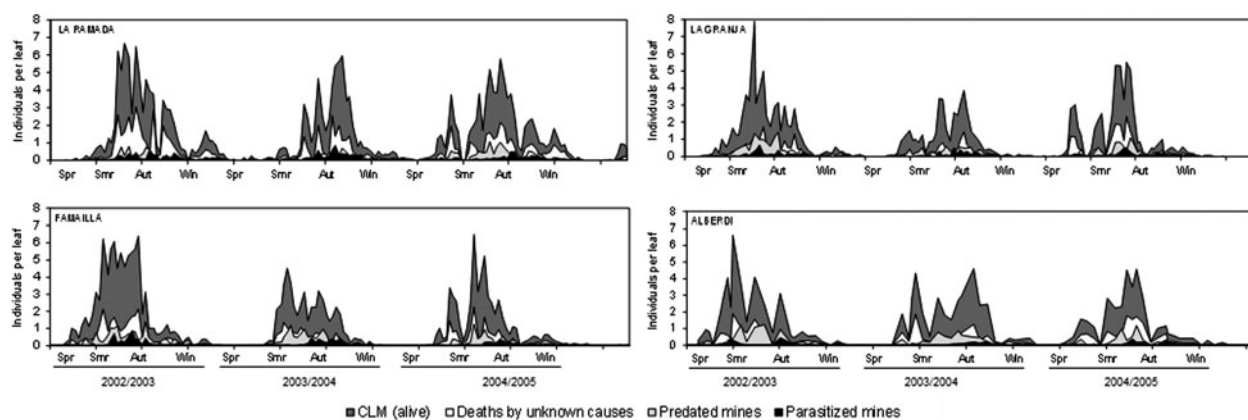 LA RAMADA
Individuals per leaf
8
7
6
5
4
3
2
1
0
Spr Smr Aut Win Spr Smr Aut Win Spr Smr Aut Win
LA GRANJA
Individuals per leaf
8
7
6
5
4
3
2
1
0
Spr Smr Aut Win Spr Smr Aut Win Spr Smr Aut Win
FAMAILLÁ
Individuals per leaf
8
7
6
5
4
3
2
1
0
Spr Smr Aut Win Spr Smr Aut Win Spr Smr Aut Win
2002/2003 2003/2004 2004/2005
ALBERDI
Individuals per leaf
8
7
6
5
4
3
2
1
0
Spr Smr Aut Win Spr Smr Aut Win Spr Smr Aut Win
2002/2003 2003/2004 2004/2005
CLM (alive) Deaths by unknown causes Predated mines Parasitized mines